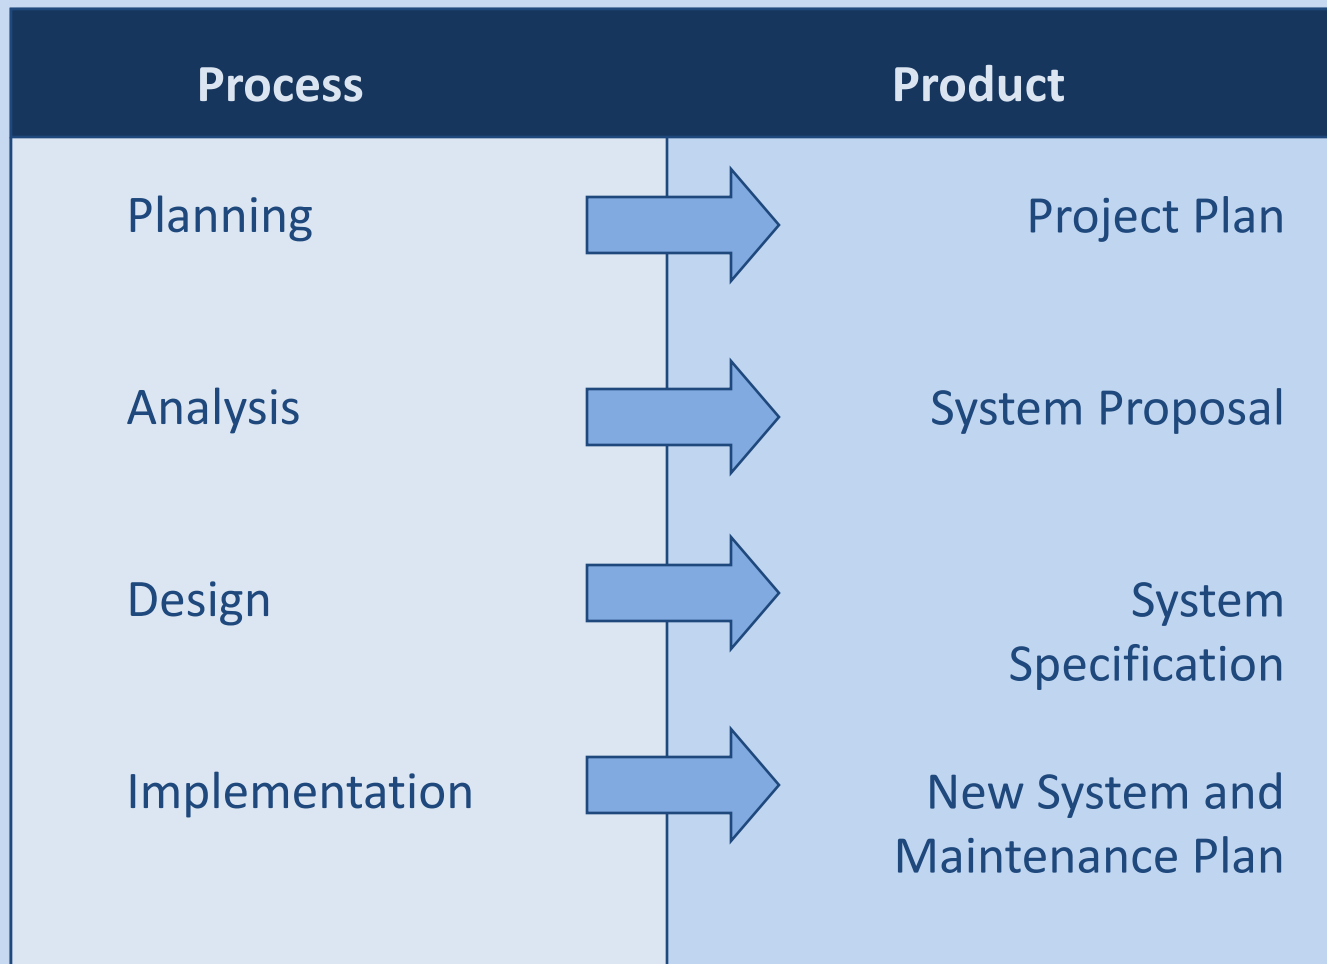 Process
Product
Planning
Project Plan
Analysis
System Proposal
Design
System
Specification
Implementation
New System and
Maintenance Plan